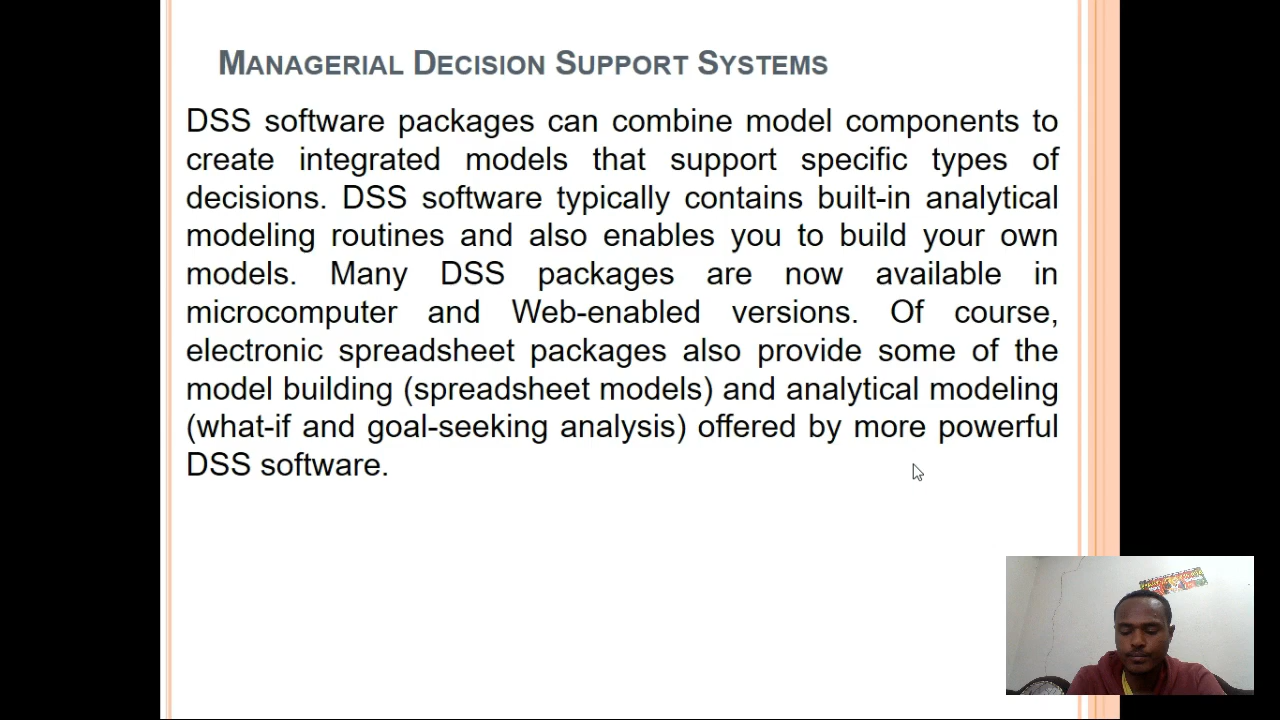 MANAGERIAL DECISION SUPPORT SYSTEMS
DSS software packages can combine model components to
create integrated models that support specific types of
decisions. DSS software typically contains built-in analytical
modeling routines and also enables you to build your own
models. Many DSS packages are now available in
microcomputer and Web-enabled versions. Of course,
electronic spreadsheet packages also provide some of the
model building (spreadsheet models) and analytical modeling
(what-if and goal-seeking analysis) offered by more powerful
DSS software.